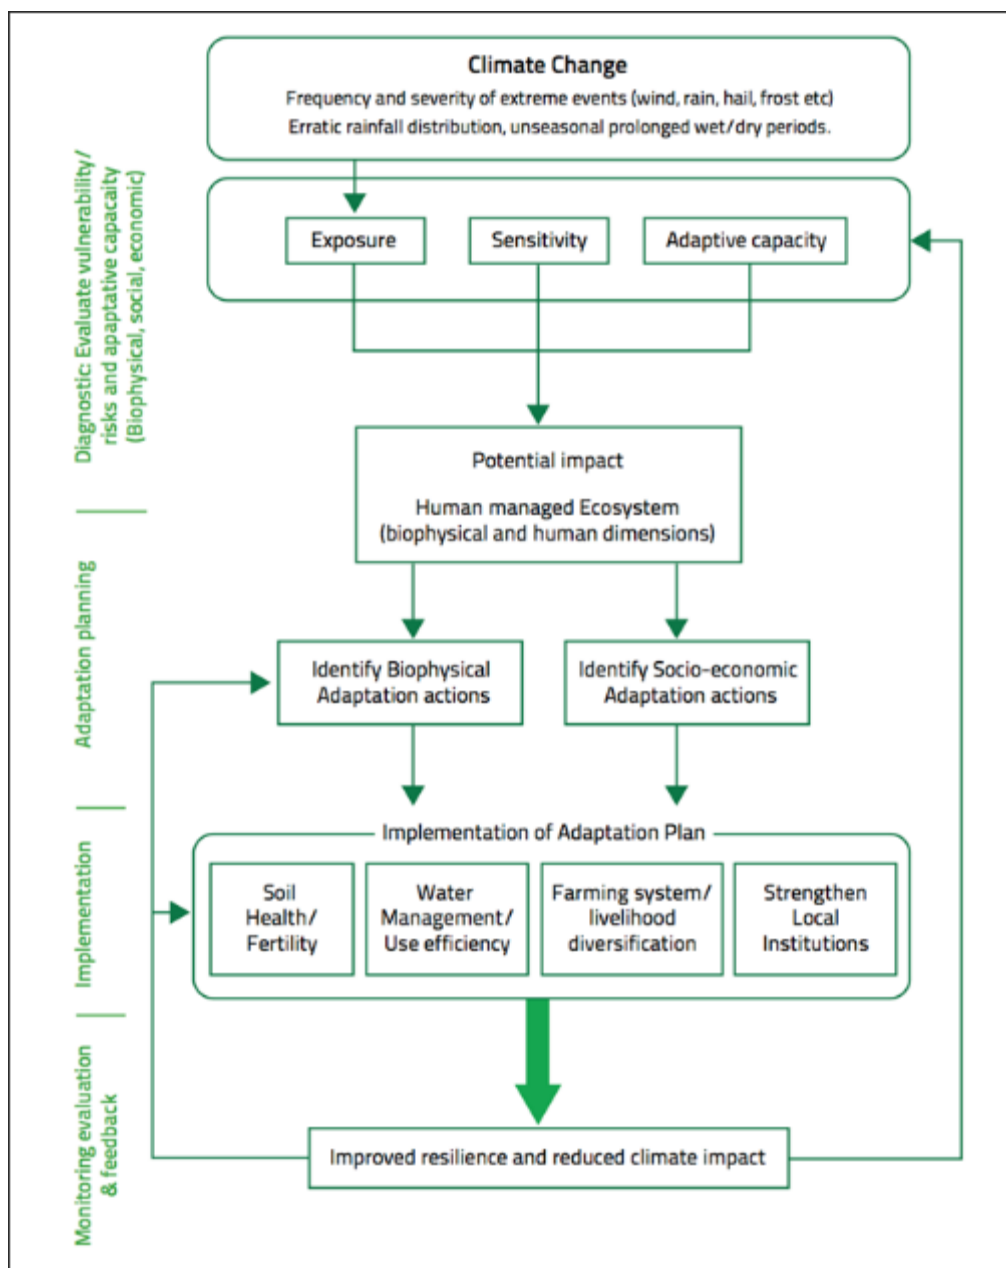 Climate Change
Frequency and severity of extreme events (wind, rain, hail, frost etc)
Erratic rainfall distribution, unseasonal prolonged wet/dry periods.
Diagnostic: Evaluate vulnerability/
risks and apaptative capacaity
(Biophysical, social, economic)
Exposure
Sensitivity
Adaptive capacity
Potential impact
Human managed Ecosystem
(biophysical and human dimensions)
Adaptation planning
Identify Biophysical
Adaptation actions
Identify Socio-economic
Adaptation actions
Implementation
Implementation of Adaptation Plan
Soil
Health/
Fertility
Water
Management/
Use efficiency
Farming system/
livelihood
diversification
Strengthen
Local
Institutions
Monitoring evaluation
& feedback
Improved resilience and reduced climate impact